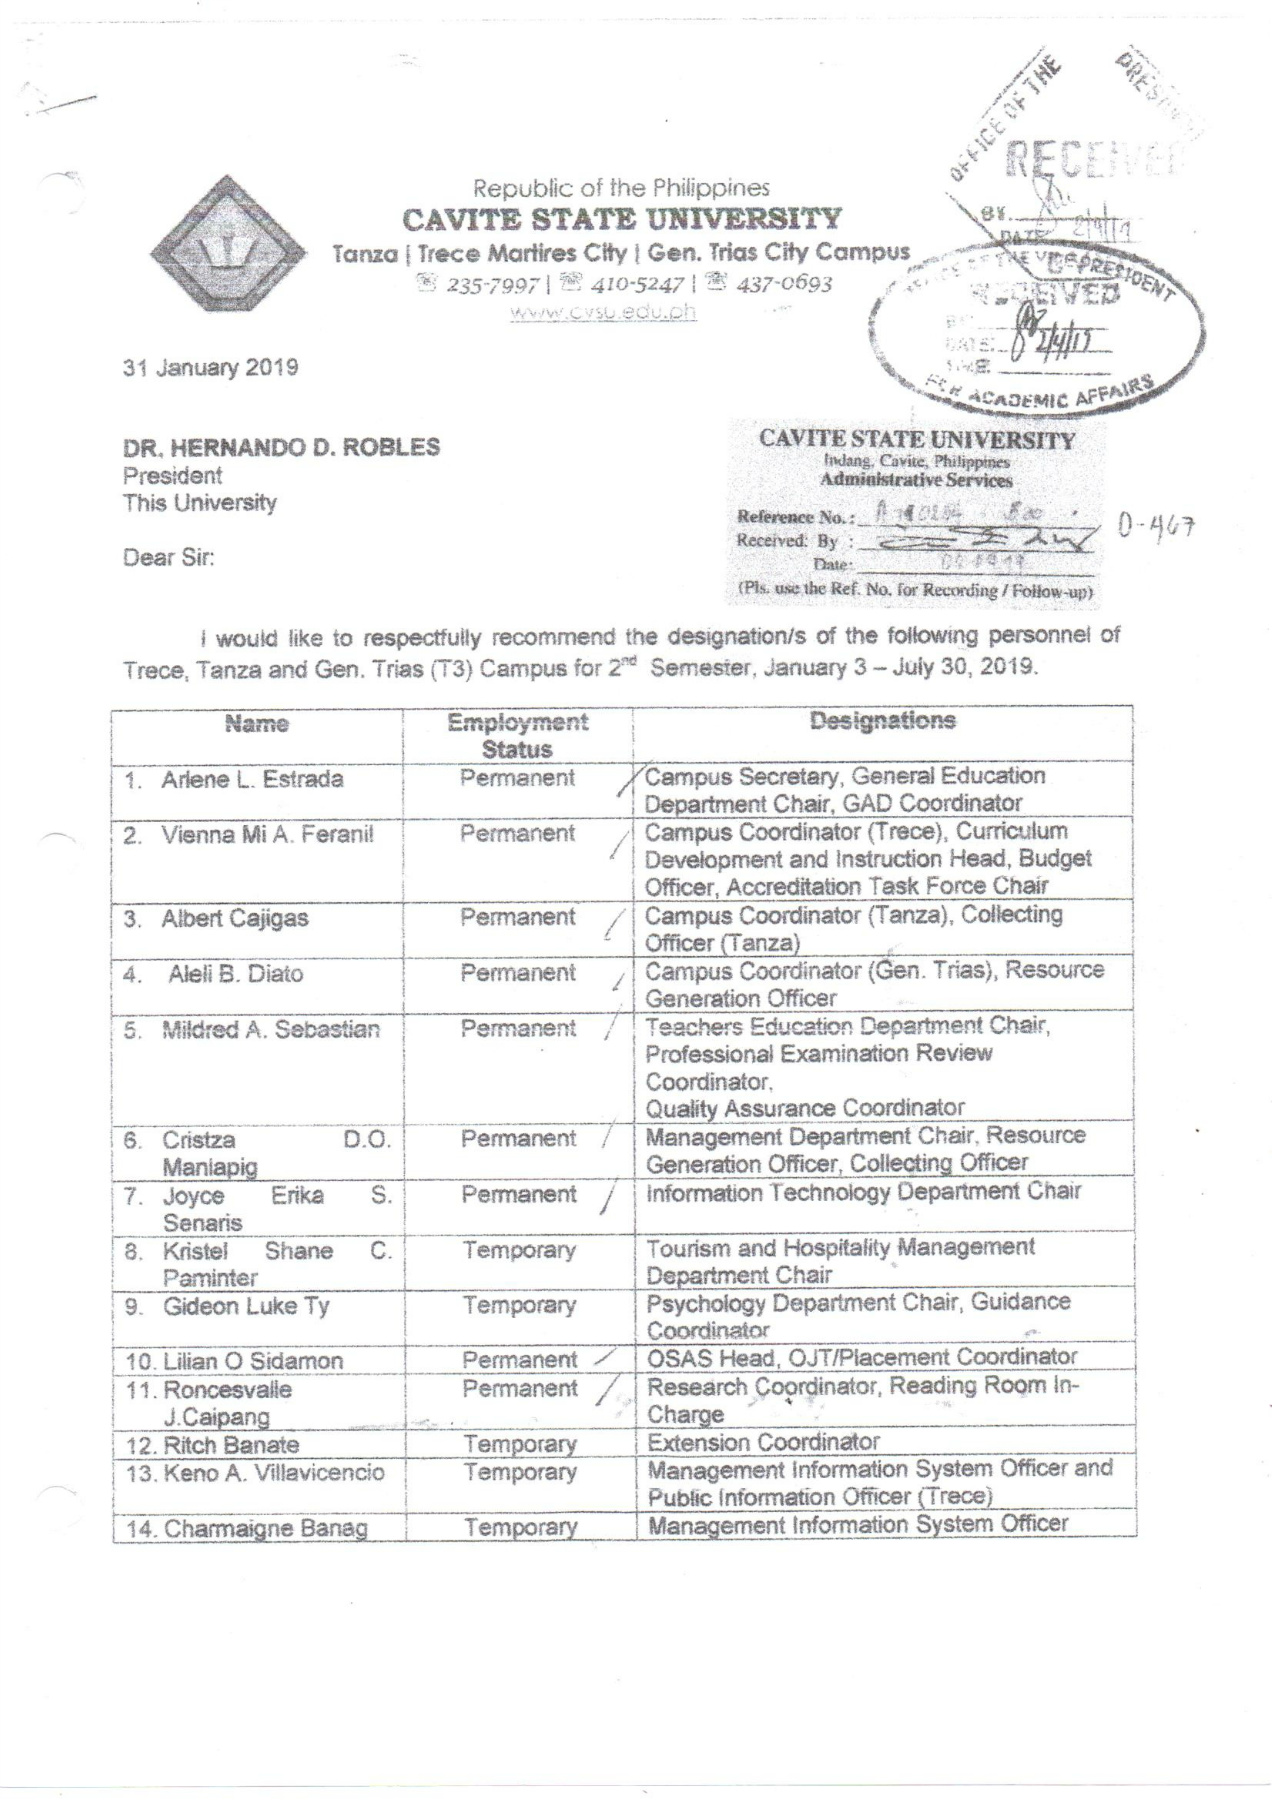 OFFICE OF THE
PRESIDENT
RECEIVED
BY
DATE 2/4/19
Republic of the Philippines
CAVITE STATE UNIVERSITY
Tanza | Trece Martires City | Gen. Trias City Campus
☏ 235-7997 | ☏ 410-5247 | ☏ 437-0693
www.cvsu.edu.ph
OFFICE OF THE VICE PRESIDENT
RECEIVED
BY:
DATE: 2/4/19
TIME:
FOR ACADEMIC AFFAIRS
31 January 2019
CAVITE STATE UNIVERSITY
Indang, Cavite, Philippines
Administrative Services
Reference No.:
Received: By :
Date:
(Pls. use the Ref. No. for Recording / Follow-up)
0-467
DR. HERNANDO D. ROBLES
President
This University
Dear Sir:
I would like to respectfully recommend the designation/s of the following personnel of
Trece, Tanza and Gen. Trias (T3) Campus for 2nd Semester, January 3 – July 30, 2019.
Name Employment Designations
Status
1. Arlene L. Estrada Permanent Campus Secretary, General Education
Department Chair, GAD Coordinator
2. Vienna Mi A. Feranil Permanent Campus Coordinator (Trece), Curriculum
Development and Instruction Head, Budget
Officer, Accreditation Task Force Chair
3. Albert Cajigas Permanent Campus Coordinator (Tanza), Collecting
Officer (Tanza)
4. Aleli B. Diato Permanent Campus Coordinator (Gen. Trias), Resource
Generation Officer
5. Mildred A. Sebastian Permanent Teachers Education Department Chair,
Professional Examination Review
Coordinator,
Quality Assurance Coordinator
6. Cristza D.O. Permanent Management Department Chair, Resource
Manlapig Generation Officer, Collecting Officer
7. Joyce Erika S. Permanent Information Technology Department Chair
Senaris
8. Kristel Shane C. Temporary Tourism and Hospitality Management
Paminter Department Chair
9. Gideon Luke Ty Temporary Psychology Department Chair, Guidance
Coordinator
10. Lilian O Sidamon Permanent OSAS Head, OJT/Placement Coordinator
11. Roncesvalle Permanent Research Coordinator, Reading Room In-
J.Caipang Charge
12. Ritch Banate Temporary Extension Coordinator
13. Keno A. Villavicencio Temporary Management Information System Officer and
Public Information Officer (Trece)
14. Charmaigne Banag Temporary Management Information System Officer